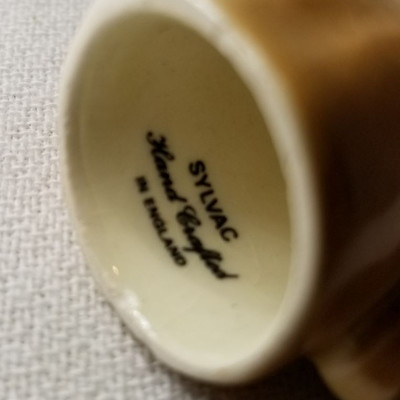 SYLVAC
Hand Crafted
IN ENGLAND